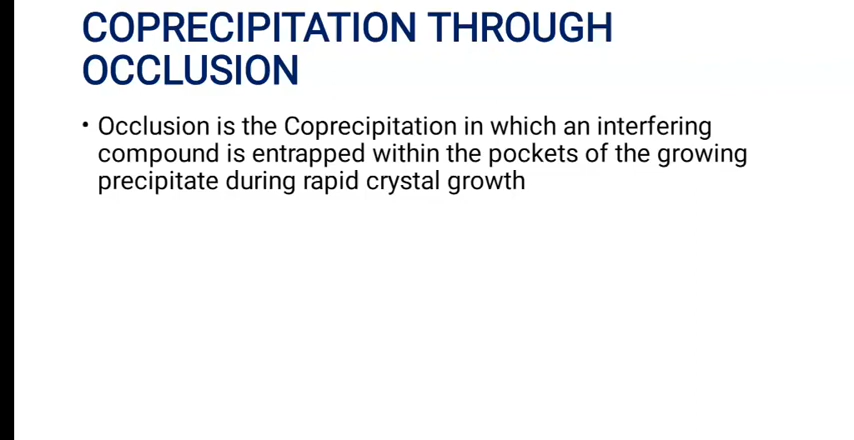 COPRECIPITATION THROUGH
OCCLUSION
• Occlusion is the Coprecipitation in which an interfering
compound is entrapped within the pockets of the growing
precipitate during rapid crystal growth